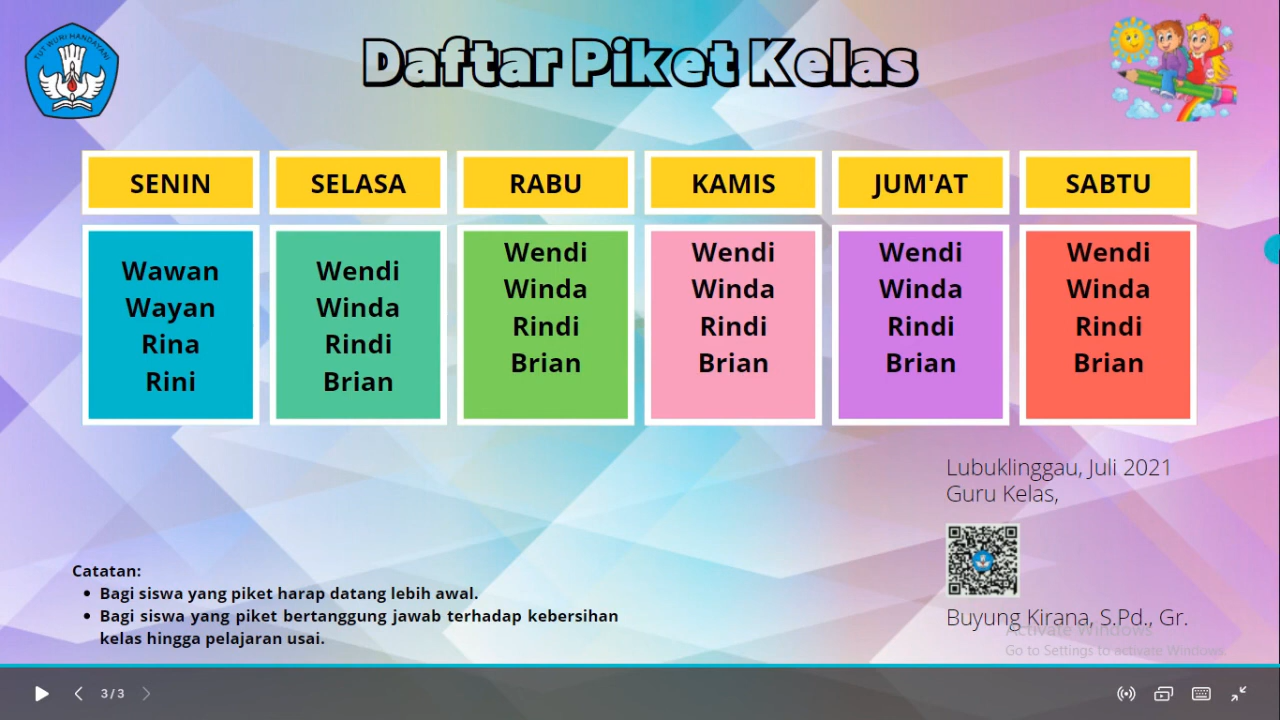 TUT WURI HANDAYANI
Daftar Piket Kelas
SENIN
SELASA
RABU
KAMIS
JUM'AT
SABTU
Wawan
Wayan
Rina
Rini
Wendi
Winda
Rindi
Brian
Wendi
Winda
Rindi
Brian
Wendi
Winda
Rindi
Brian
Wendi
Winda
Rindi
Brian
Wendi
Winda
Rindi
Brian
Lubuklinggau, Juli 2021
Guru Kelas,
Buyung Kirana, S.Pd., Gr.
Catatan:
• Bagi siswa yang piket harap datang lebih awal.
• Bagi siswa yang piket bertanggung jawab terhadap kebersihan
kelas hingga pelajaran usai.
Activate Windows
Go to Settings to activate Windows.
3/3